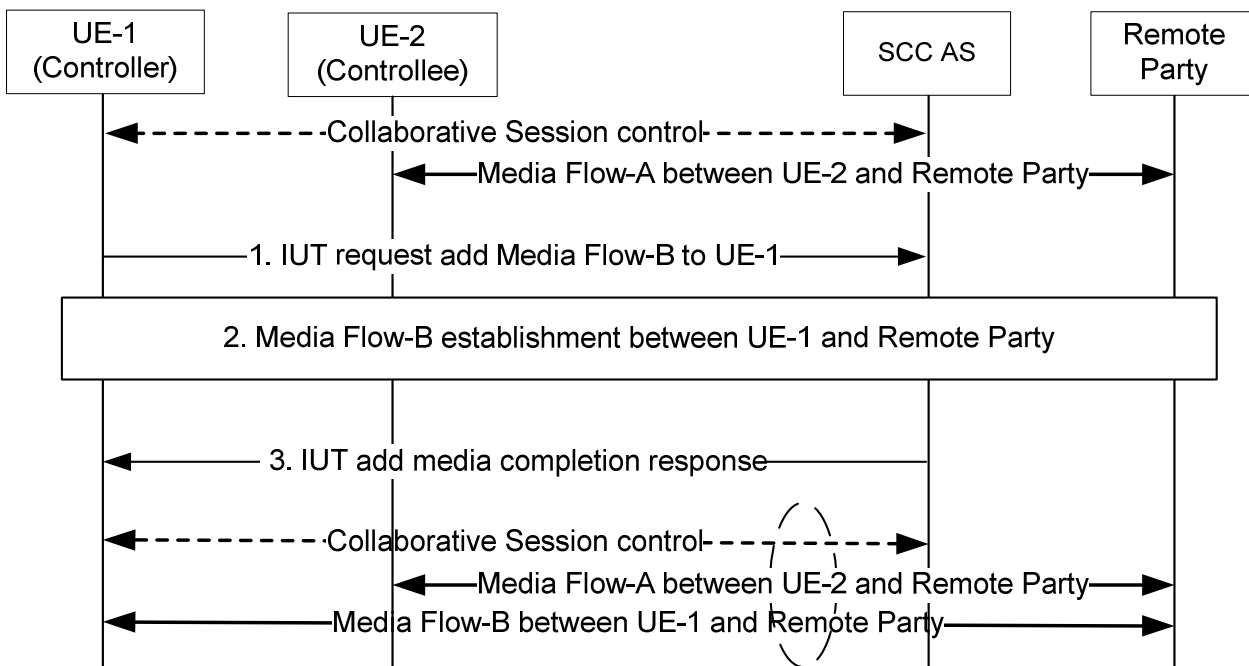 UE-1
(Controller)
UE-2
(Controllee)
SCC AS
Remote
Party
Collaborative Session control
Media Flow-A between UE-2 and Remote Party
1. IUT request add Media Flow-B to UE-1
2. Media Flow-B establishment between UE-1 and Remote Party
3. IUT add media completion response
Collaborative Session control
Media Flow-A between UE-2 and Remote Party
Media Flow-B between UE-1 and Remote Party